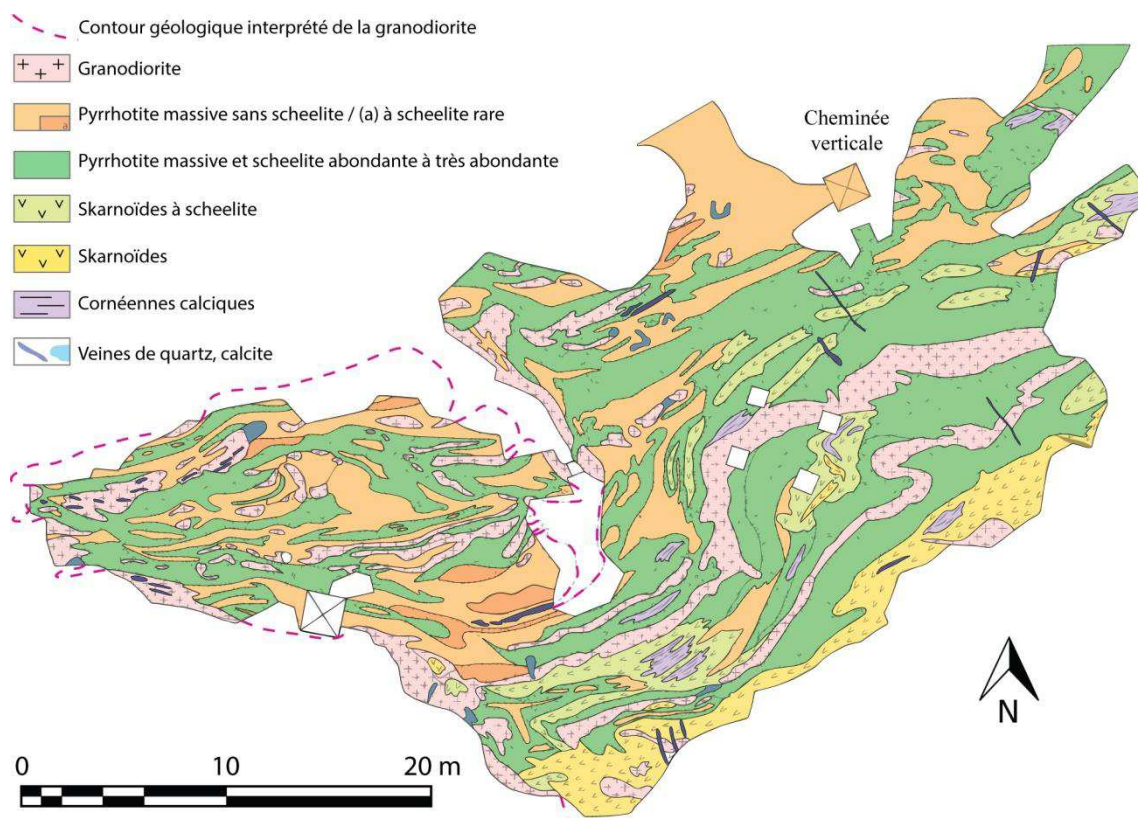 Contour géologique interprété de la granodiorite
Granodiorite
Pyrrhotite massive sans scheelite / (a) à scheelite rare
a
Pyrrhotite massive et scheelite abondante à très abondante
Skarnoïdes à scheelite
Skarnoïdes
Cornéennes calciques
Veines de quartz, calcite
Cheminée
verticale
N
0 10 20 m